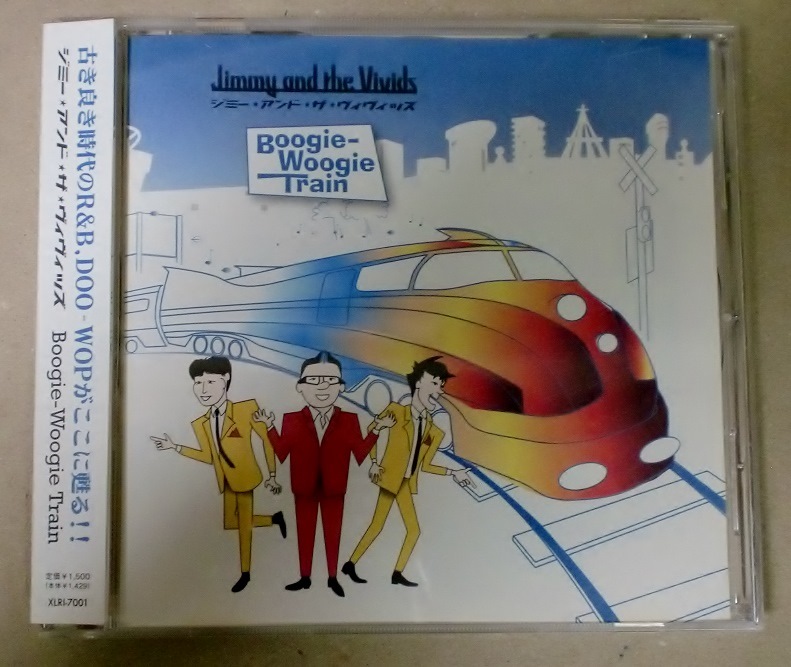 古き良き時代のR&B,DOO-WOPがここに甦る!!
ジミー★アンド★ザ★ヴィヴィッズ Boogie-Woogie Train
定価¥1,500
(本体¥1,429)
XLRI-7001
Jimmy and the Vivids
ジミー・アンド・ザ・ヴィヴィッズ
Boogie-
Woogie
Train